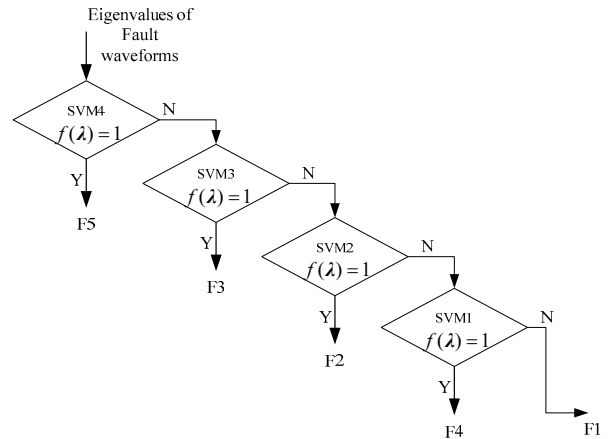 Eigenvalues of
Fault
waveforms
SVM4
f(λ)=1
N
Y
F5
SVM3
f(λ)=1
N
Y
F3
SVM2
f(λ)=1
N
Y
F2
SVM1
f(λ)=1
N
Y
F4
F1